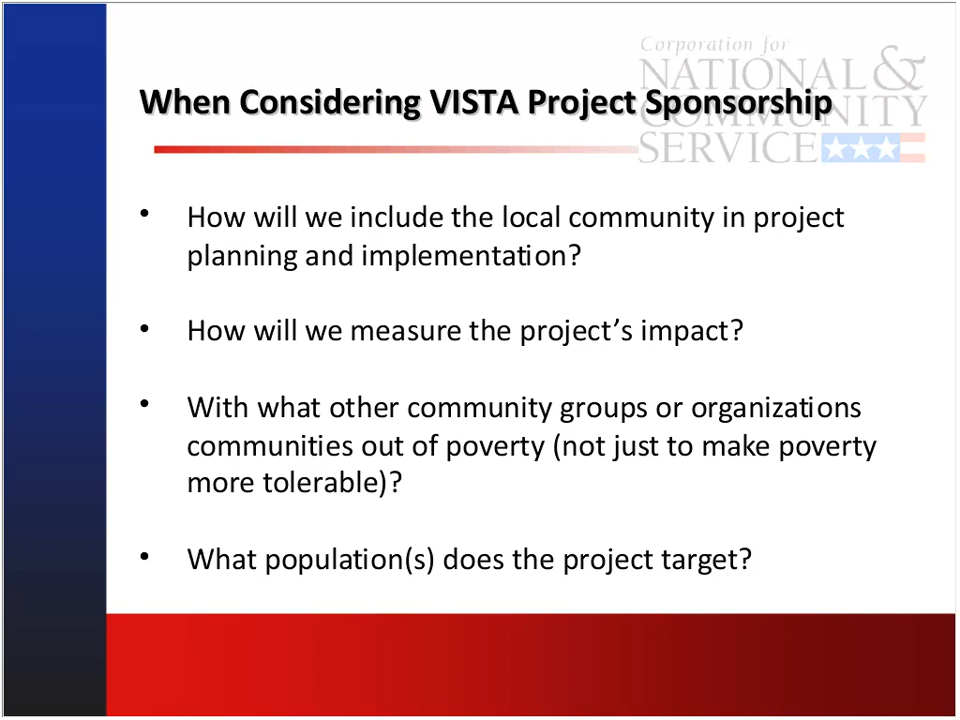 Corporation for
NATIONAL &
COMMUNITY
SERVICE
When Considering VISTA Project Sponsorship
• How will we include the local community in project
planning and implementation?
• How will we measure the project’s impact?
• With what other community groups or organizations
communities out of poverty (not just to make poverty
more tolerable)?
• What population(s) does the project target?